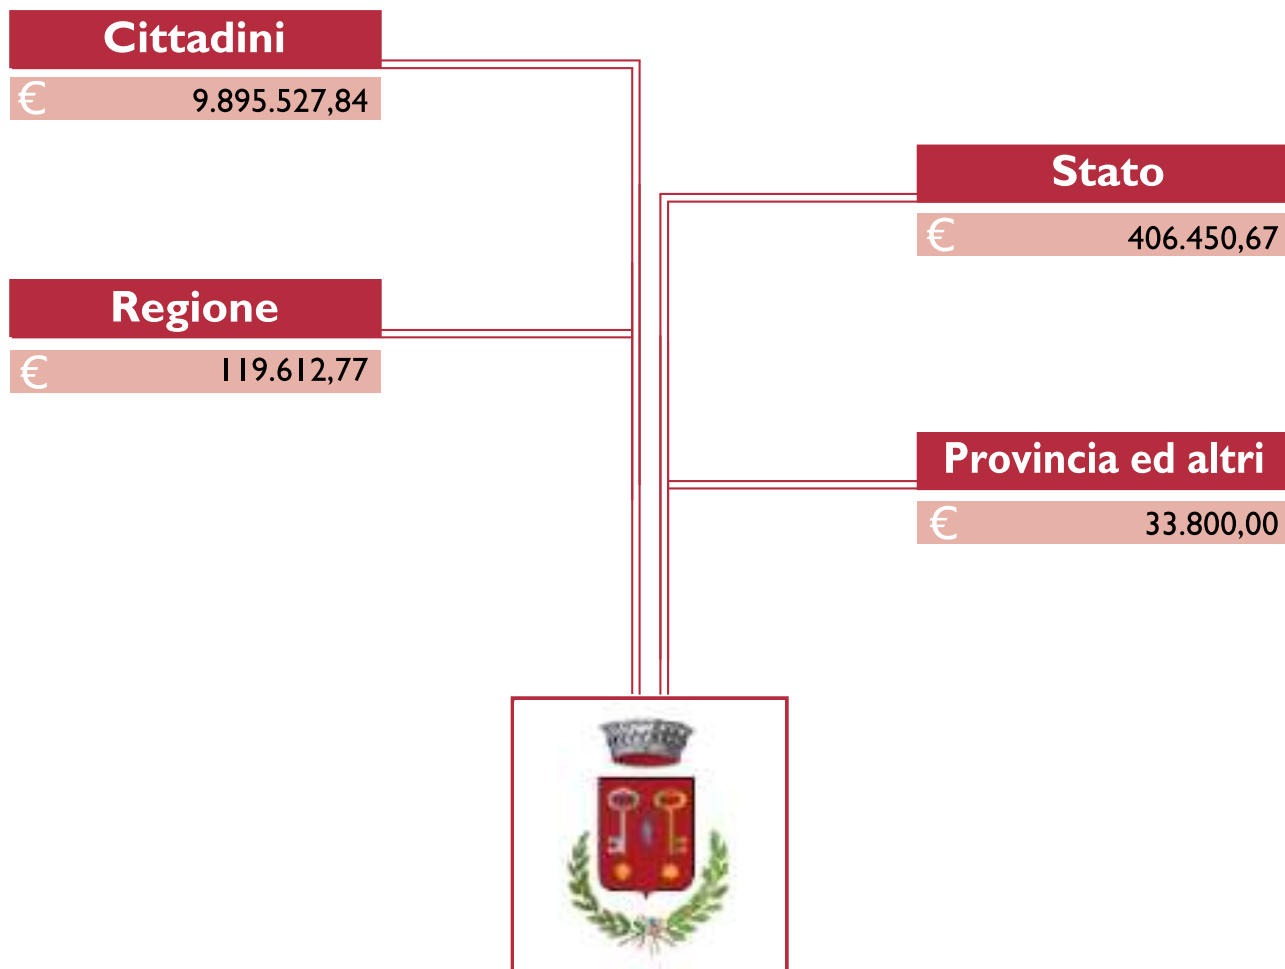 Cittadini
€ 9.895.527,84
Stato
€ 406.450,67
Regione
€ 119.612,77
Provincia ed altri
€ 33.800,00